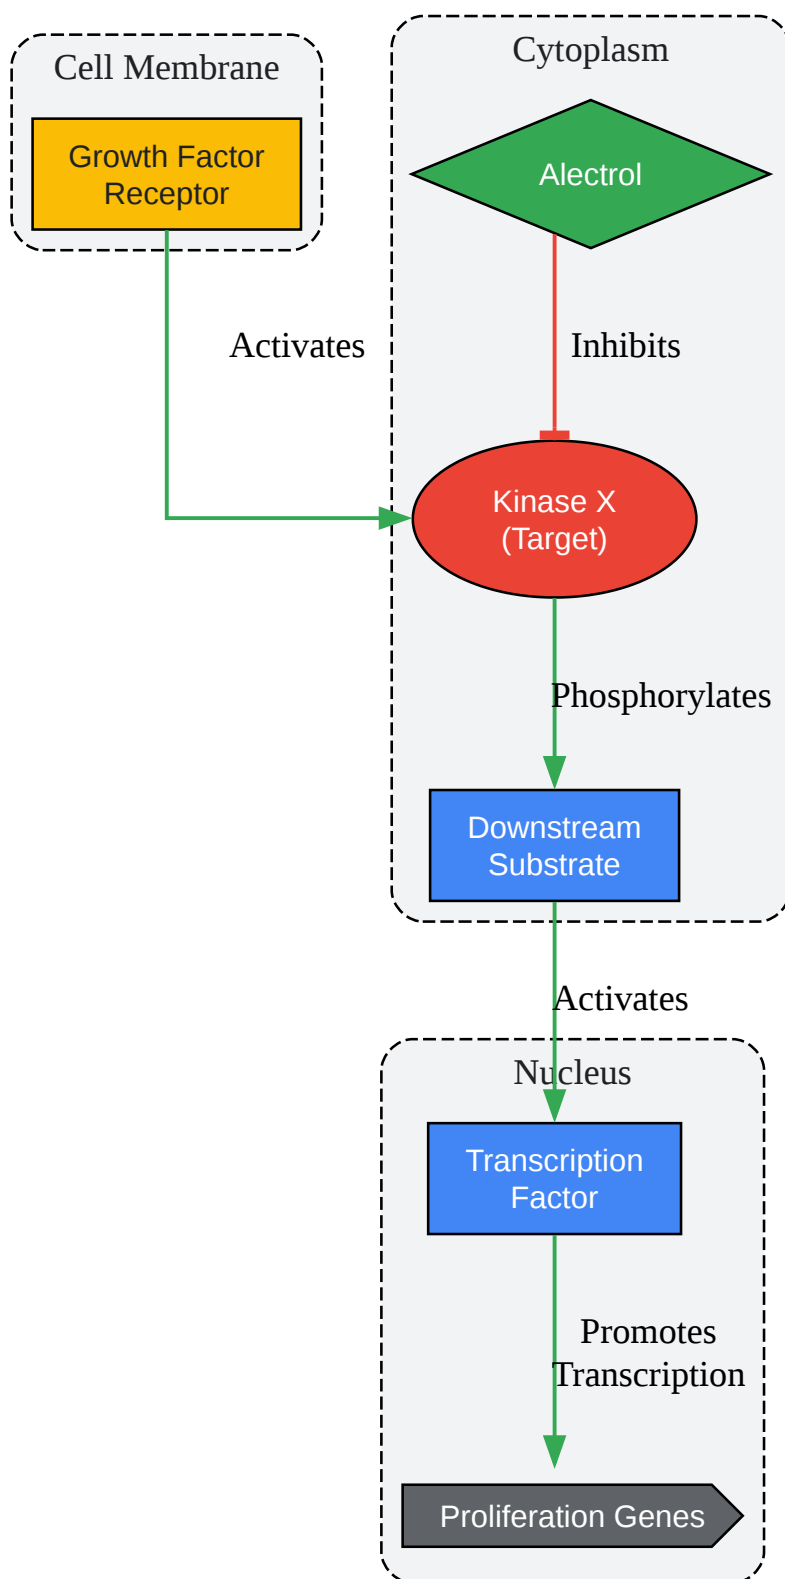 Cell Membrane
Growth Factor
Receptor
Cytoplasm
Alectrol
Activates
Inhibits
Kinase X
(Target)
Phosphorylates
Downstream
Substrate
Activates
Nucleus
Transcription
Factor
Promotes
Transcription
Proliferation Genes